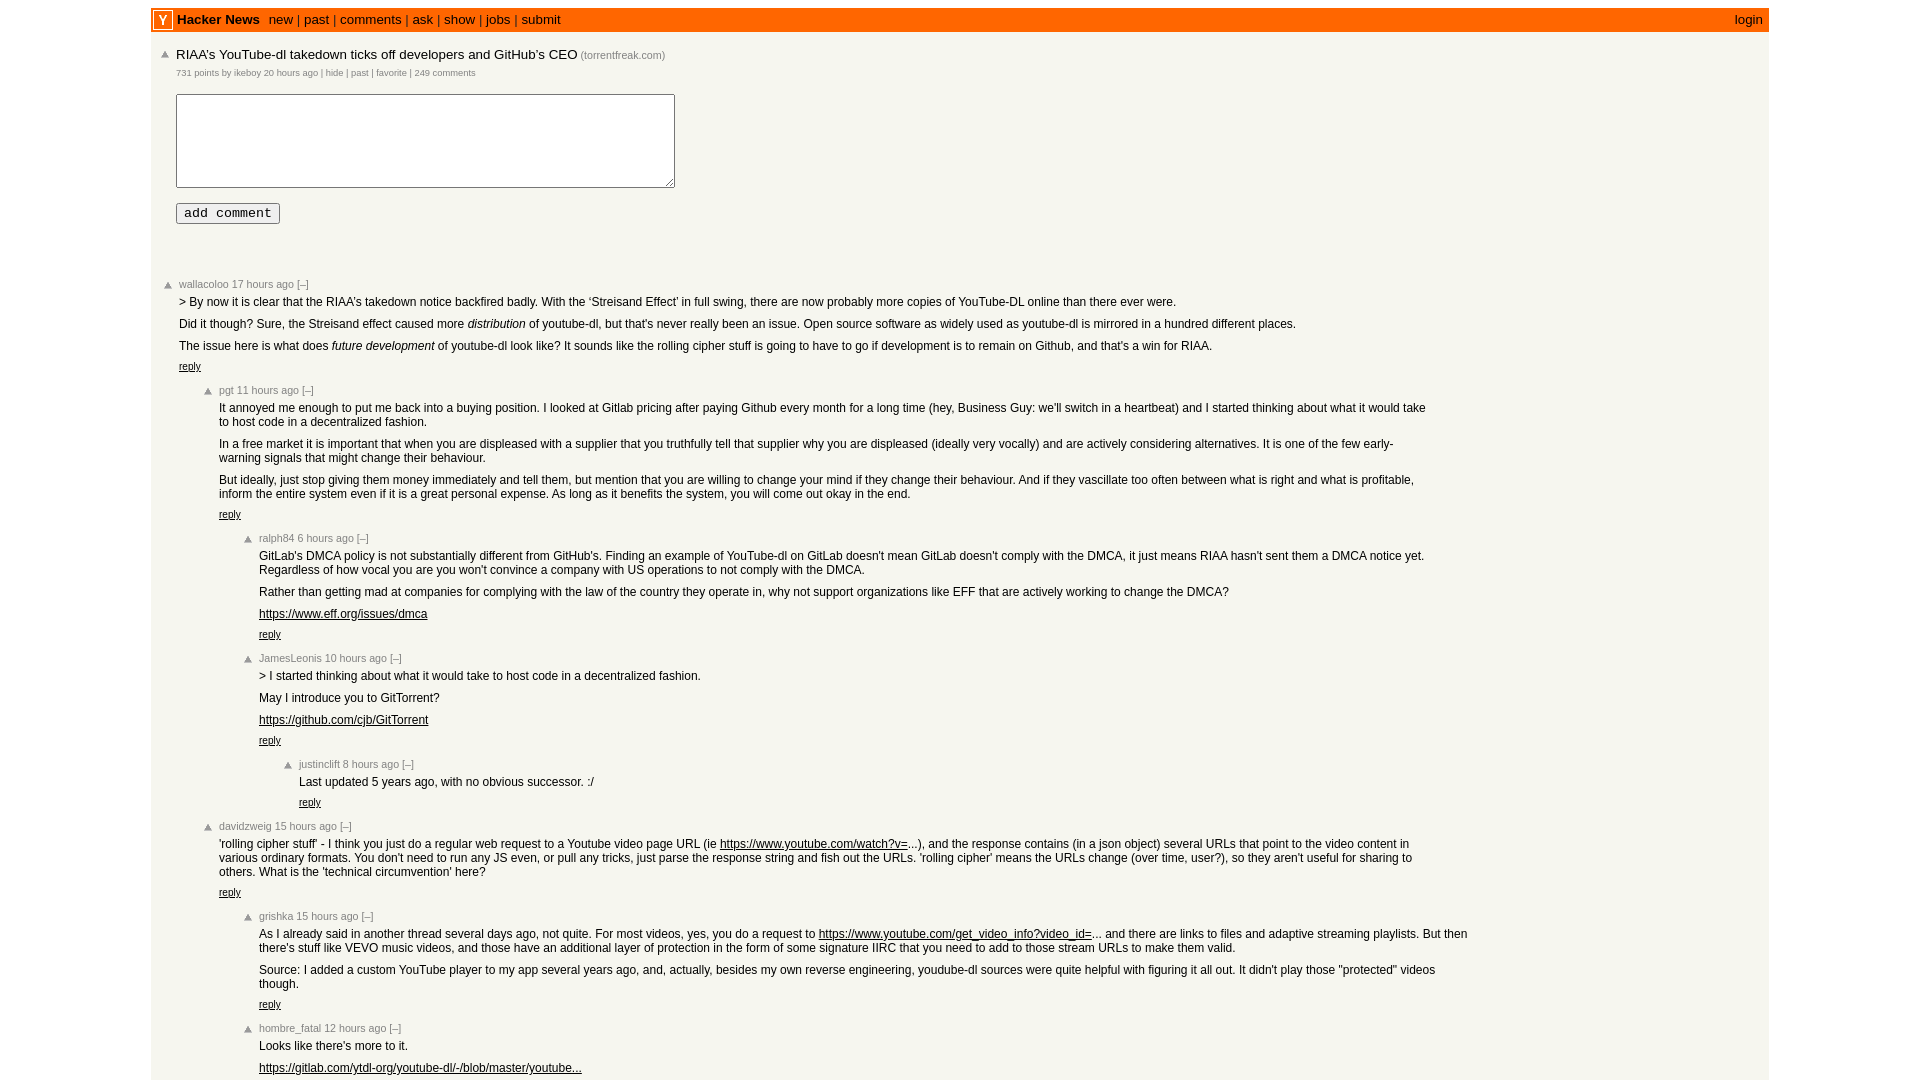 Y Hacker News new | past | comments | ask | show | jobs | submit login
RIAA’s YouTube-dl takedown ticks off developers and GitHub’s CEO (torrentfreak.com)
731 points by ikeboy 20 hours ago | hide | past | favorite | 249 comments
add comment
wallacoloo 17 hours ago [–]
> By now it is clear that the RIAA’s takedown notice backfired badly. With the ‘Streisand Effect’ in full swing, there are now probably more copies of YouTube-DL online than there ever were.
Did it though? Sure, the Streisand effect caused more distribution of youtube-dl, but that's never really been an issue. Open source software as widely used as youtube-dl is mirrored in a hundred different places.
The issue here is what does future development of youtube-dl look like? It sounds like the rolling cipher stuff is going to have to go if development is to remain on Github, and that's a win for RIAA.
reply
pgt 11 hours ago [–]
It annoyed me enough to put me back into a buying position. I looked at Gitlab pricing after paying Github every month for a long time (hey, Business Guy: we'll switch in a heartbeat) and I started thinking about what it would take
to host code in a decentralized fashion.
In a free market it is important that when you are displeased with a supplier that you truthfully tell that supplier why you are displeased (ideally very vocally) and are actively considering alternatives. It is one of the few early-
warning signals that might change their behaviour.
But ideally, just stop giving them money immediately and tell them, but mention that you are willing to change your mind if they change their behaviour. And if they vascillate too often between what is right and what is profitable,
inform the entire system even if it is a great personal expense. As long as it benefits the system, you will come out okay in the end.
reply
ralph84 6 hours ago [–]
GitLab's DMCA policy is not substantially different from GitHub's. Finding an example of YouTube-dl on GitLab doesn't mean GitLab doesn't comply with the DMCA, it just means RIAA hasn't sent them a DMCA notice yet.
Regardless of how vocal you are you won't convince a company with US operations to not comply with the DMCA.
Rather than getting mad at companies for complying with the law of the country they operate in, why not support organizations like EFF that are actively working to change the DMCA?
https://www.eff.org/issues/dmca
reply
JamesLeonis 10 hours ago [–]
> I started thinking about what it would take to host code in a decentralized fashion.
May I introduce you to GitTorrent?
https://github.com/cjb/GitTorrent
reply
justinclift 8 hours ago [–]
Last updated 5 years ago, with no obvious successor. :/
reply
davidzweig 15 hours ago [–]
'rolling cipher stuff' - I think you just do a regular web request to a Youtube video page URL (ie https://www.youtube.com/watch?v=...), and the response contains (in a json object) several URLs that point to the video content in
various ordinary formats. You don't need to run any JS even, or pull any tricks, just parse the response string and fish out the URLs. 'rolling cipher' means the URLs change (over time, user?), so they aren't useful for sharing to
others. What is the 'technical circumvention' here?
reply
grishka 15 hours ago [–]
As I already said in another thread several days ago, not quite. For most videos, yes, you do a request to https://www.youtube.com/get_video_info?video_id=... and there are links to files and adaptive streaming playlists. But then
there's stuff like VEVO music videos, and those have an additional layer of protection in the form of some signature IIRC that you need to add to those stream URLs to make them valid.
Source: I added a custom YouTube player to my app several years ago, and, actually, besides my own reverse engineering, youdube-dl sources were quite helpful with figuring it all out. It didn't play those "protected" videos
though.
reply
hombre_fatal 12 hours ago [–]
Looks like there's more to it.
https://gitlab.com/ytdl-org/youtube-dl/-/blob/master/youtube...